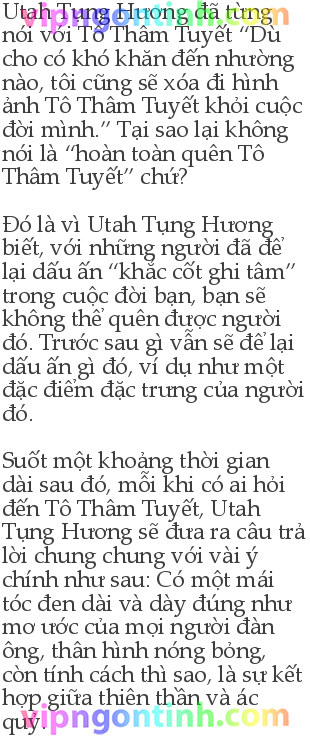 Utah Tụng Hương đã từng
nói với Tô Thâm Tuyết “Dù
cho có khó khăn đến nhường
nào, tôi cũng sẽ xóa đi hình
ảnh Tô Thâm Tuyết khỏi cuộc
đời mình.” Tại sao lại không
nói là “hoàn toàn quên Tô
Thâm Tuyết” chứ?
Đó là vì Utah Tụng Hương
biết, với những người đã để
lại dấu ấn “khắc cốt ghi tâm”
trong cuộc đời bạn, bạn sẽ
không thể quên được người
đó. Trước sau gì vẫn sẽ để lại
dấu ấn gì đó, ví dụ như một
đặc điểm đặc trưng của người
đó.
Suốt một khoảng thời gian
dài sau đó, mỗi khi có ai hỏi
đến Tô Thâm Tuyết, Utah
Tụng Hương sẽ đưa ra câu trả
lời chung chung với vài ý
chính như sau: Có một mái
tóc đen dài và dày đúng như
mơ ước của mọi người đàn
ông, thân hình nóng bỏng,
còn tính cách thì sao, là sự kết
hợp giữa thiên thần và ác
quỷ.
vipngontinh.com
vipngontinh.com